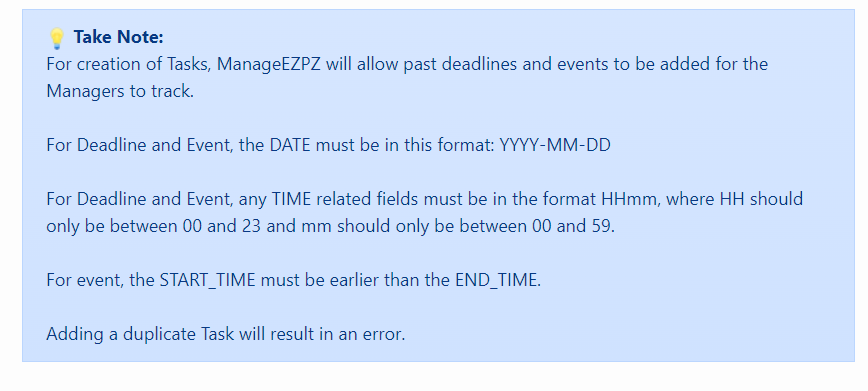 💡 Take Note:
For creation of Tasks, ManageEZPZ will allow past deadlines and events to be added for the
Managers to track.
For Deadline and Event, the DATE must be in this format: YYYY-MM-DD
For Deadline and Event, any TIME related fields must be in the format HHmm, where HH should
only be between 00 and 23 and mm should only be between 00 and 59.
For event, the START_TIME must be earlier than the END_TIME.
Adding a duplicate Task will result in an error.